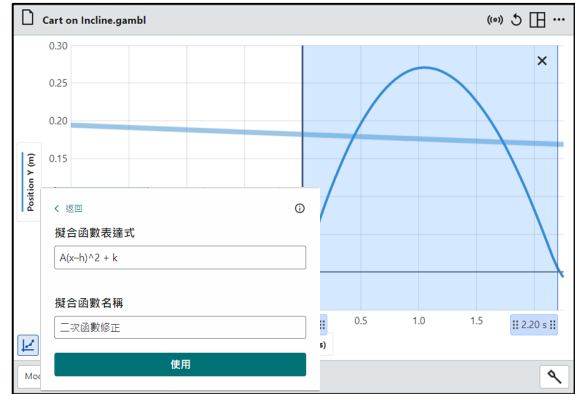 Cart on Incline.gambl
0.30
0.25
0.20
0.15
Position Y (m)
返回
擬合函數表達式
A(x-h)^2 + k
擬合函數名稱
二次函數修正
使用
0.5
1.0
1.5
2.20 s
s)